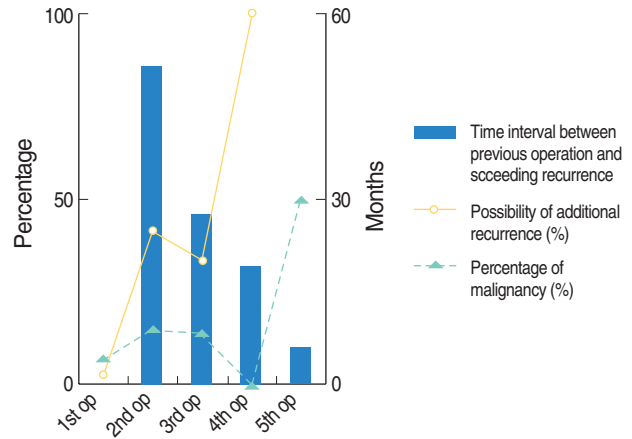 100
50
0
Percentage
60
30
0
Months
1st op
2nd op
3rd op
4th op
5th op
Time interval between
previous operation and
scceeding recurrence
Possibility of additional
recurrence (%)
Percentage of
malignancy (%)